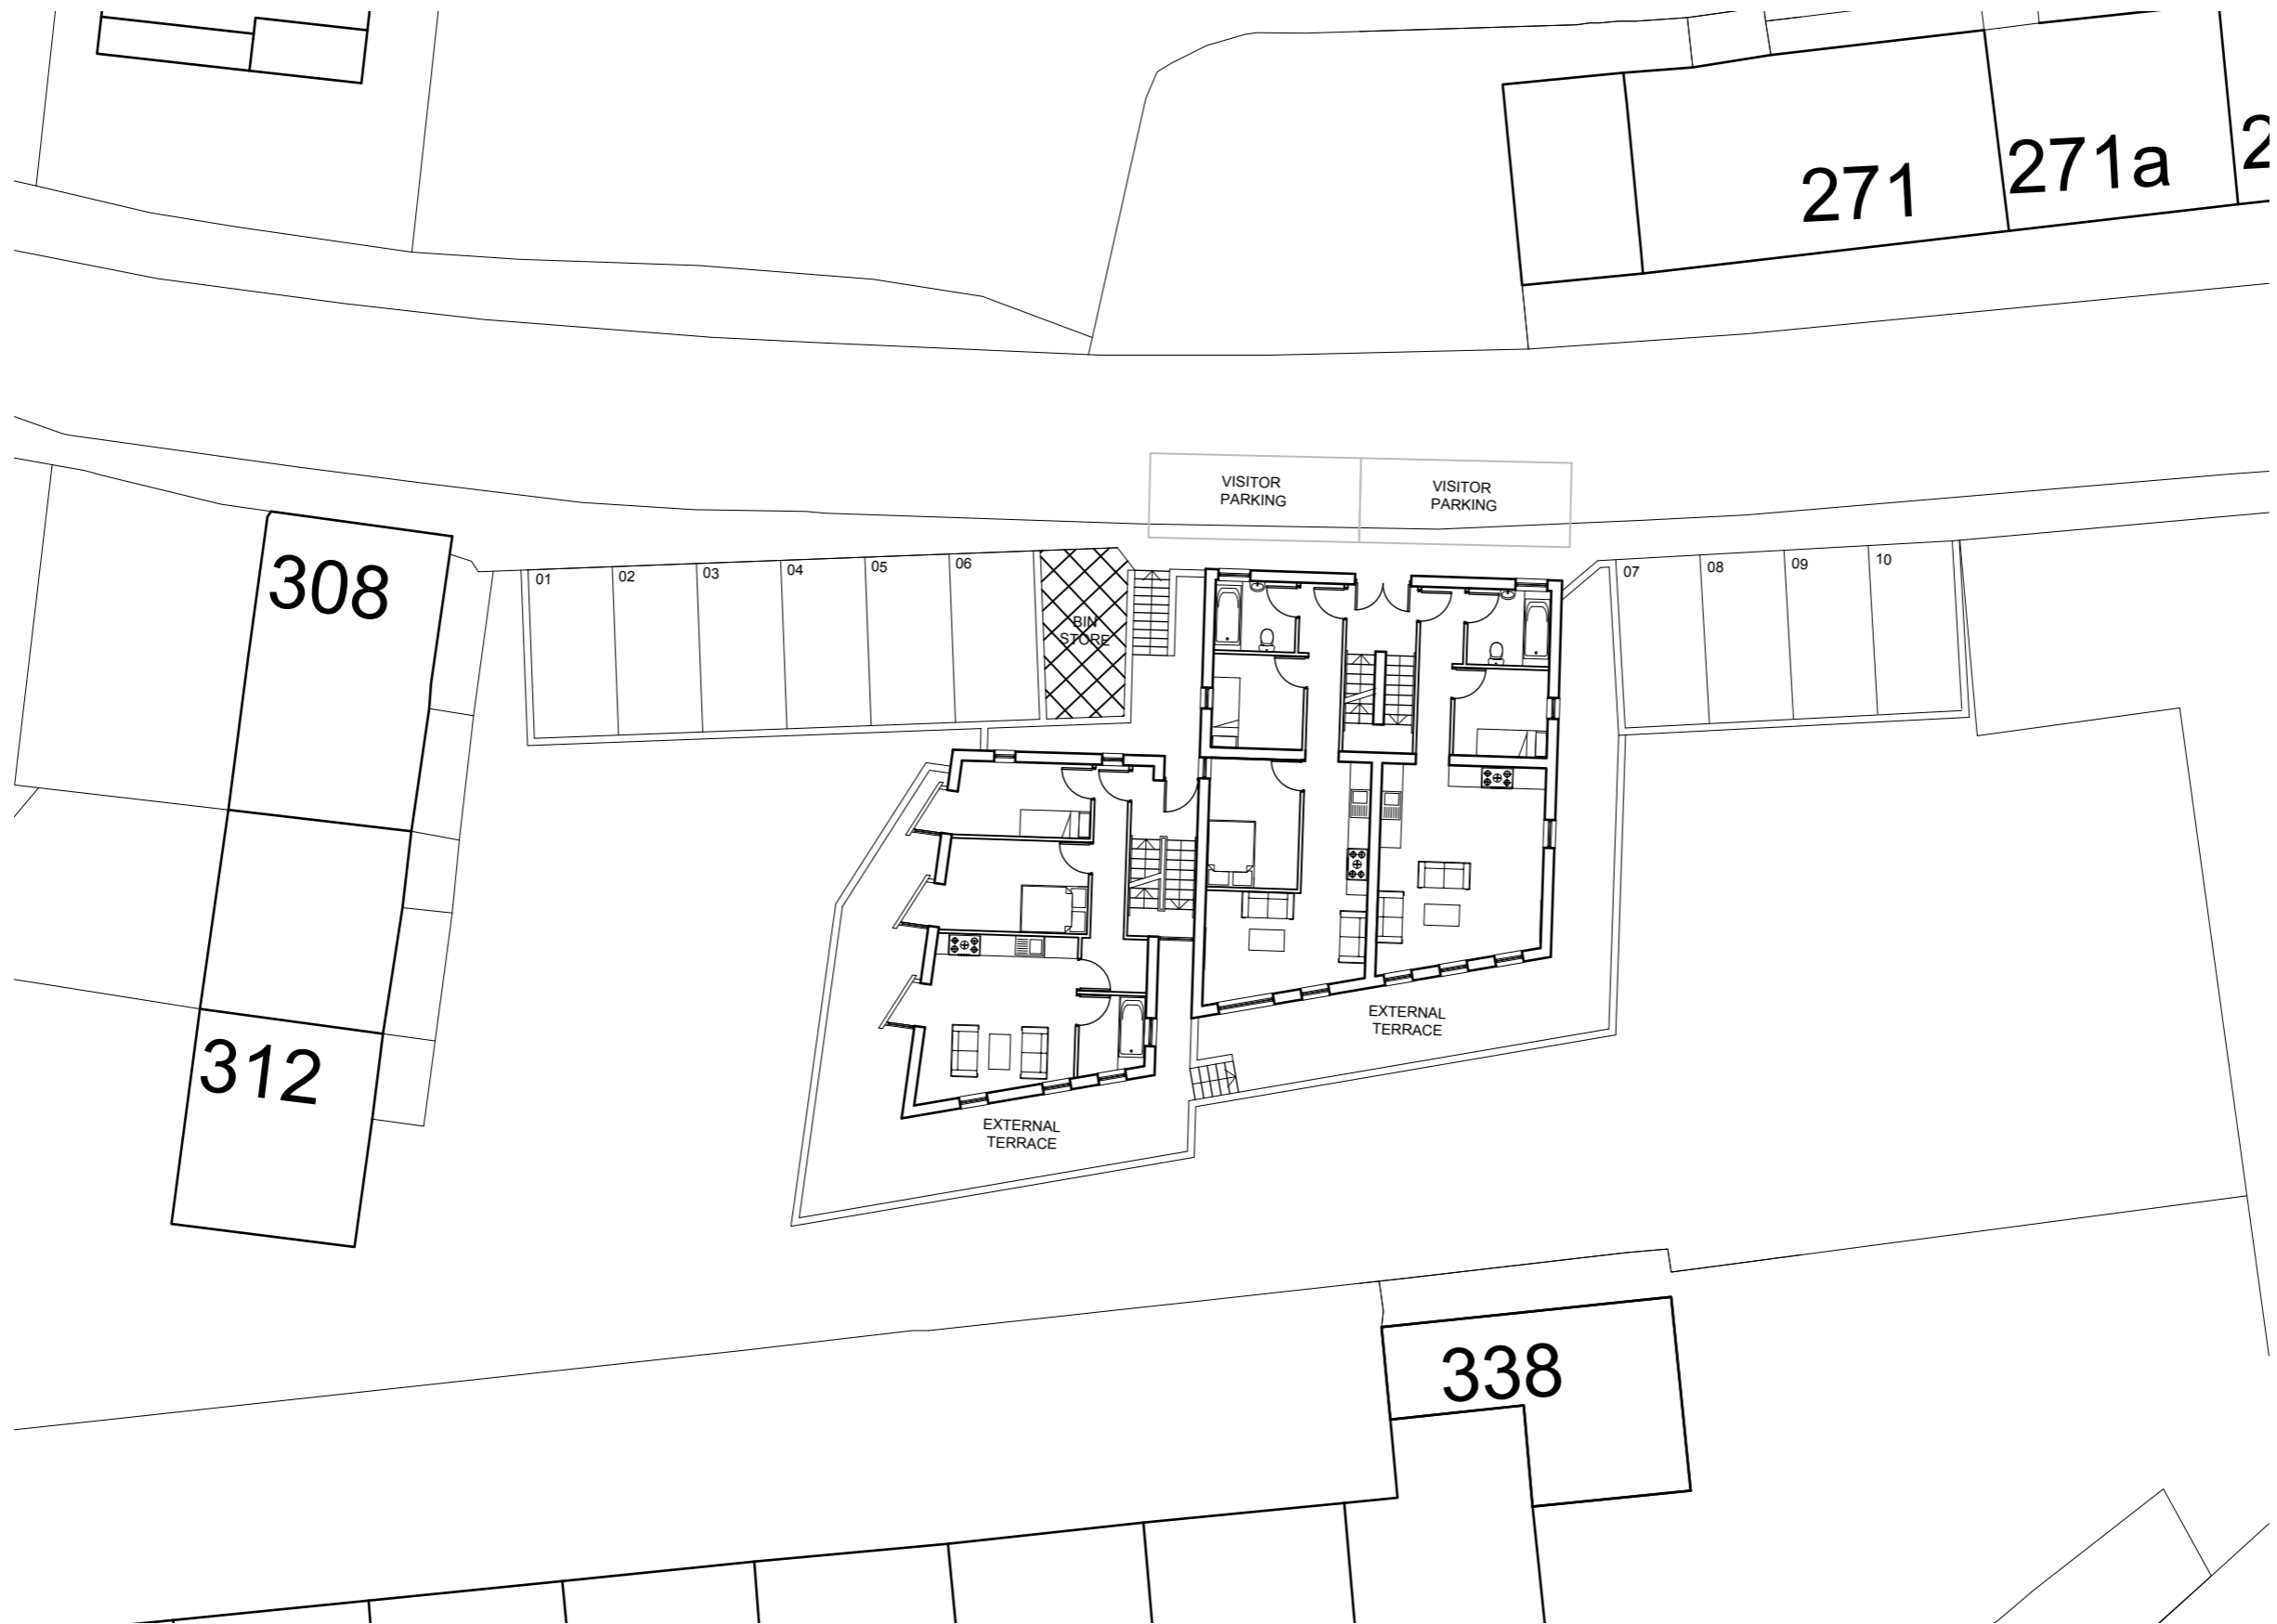 271
271a
2
VISITOR
PARKING
VISITOR
PARKING
308
01
02
03
04
05
06
BIN
STORE
07
08
09
10
EXTERNAL
TERRACE
312
EXTERNAL
TERRACE
338